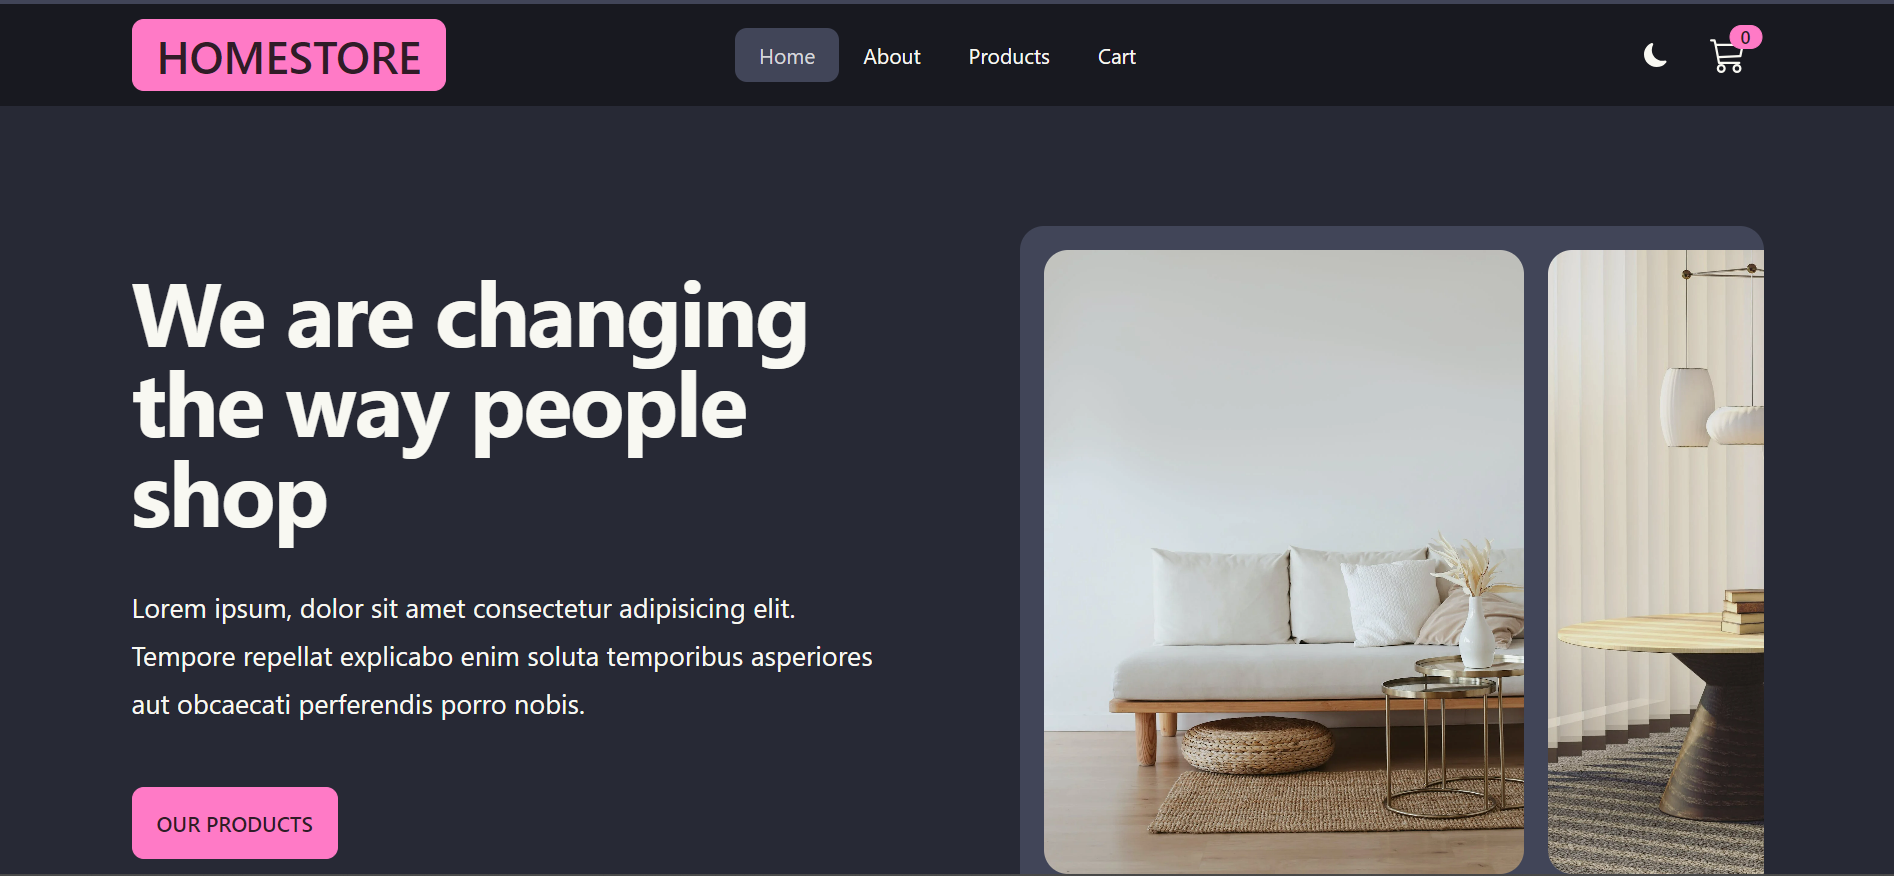 HOMESTORE
Home
About
Products
Cart
0
We are changing
the way people
shop
Lorem ipsum, dolor sit amet consectetur adipisicing elit.
Tempore repellat explicabo enim soluta temporibus asperiores
aut obcaecati perferendis porro nobis.
OUR PRODUCTS